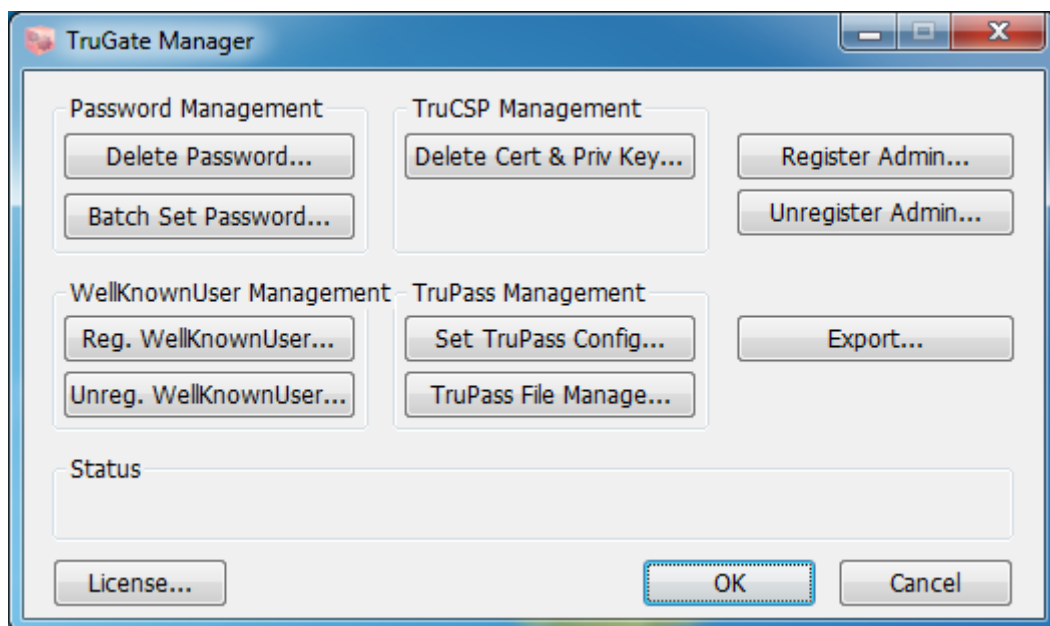 TruGate Manager
Password Management
Delete Password...
Batch Set Password...
TruCSP Management
Delete Cert & Priv Key...
Register Admin...
Unregister Admin...
WellKnownUser Management
Reg. WellKnownUser...
Unreg. WellKnownUser...
TruPass Management
Set TruPass Config...
TruPass File Manage...
Export...
Status
License...
OK
Cancel